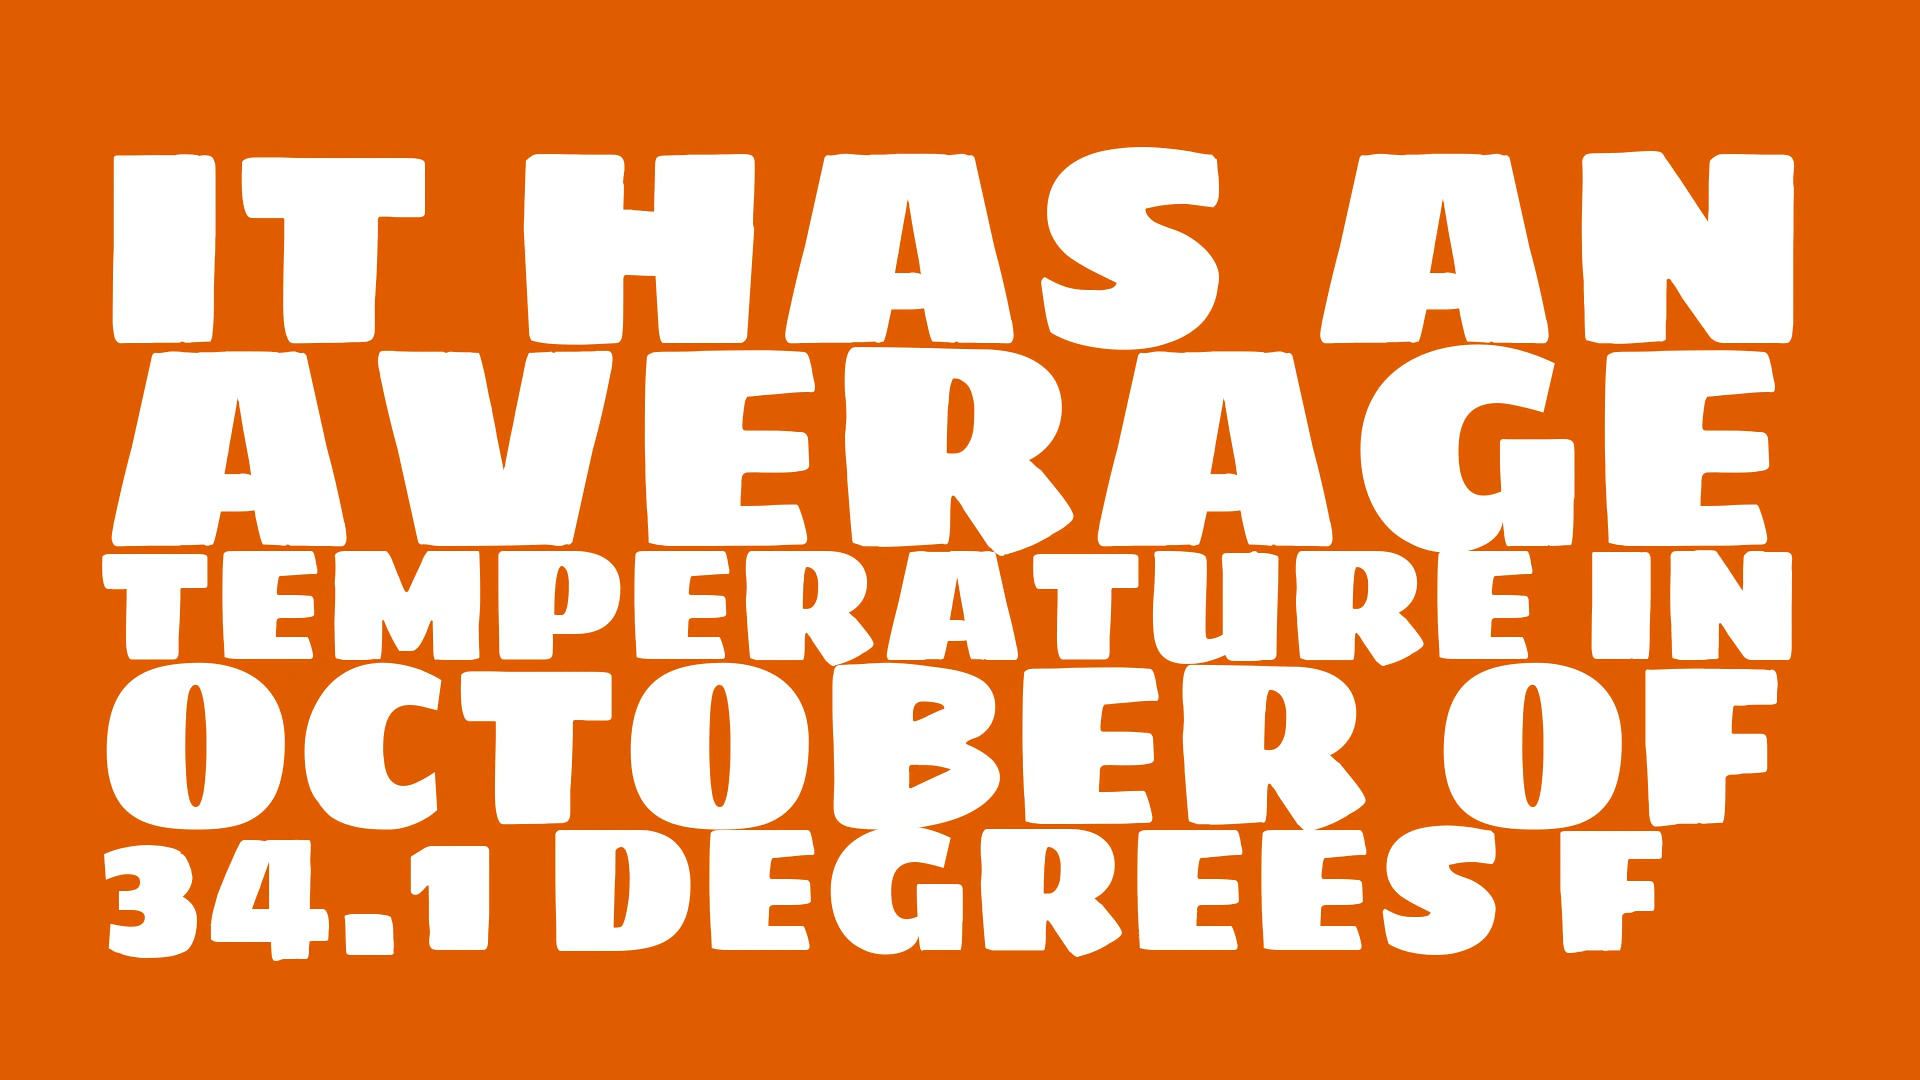 IT HAS AN
AVERAGE
TEMPERATURE IN
OCTOBER OF
34.1 DEGREES F